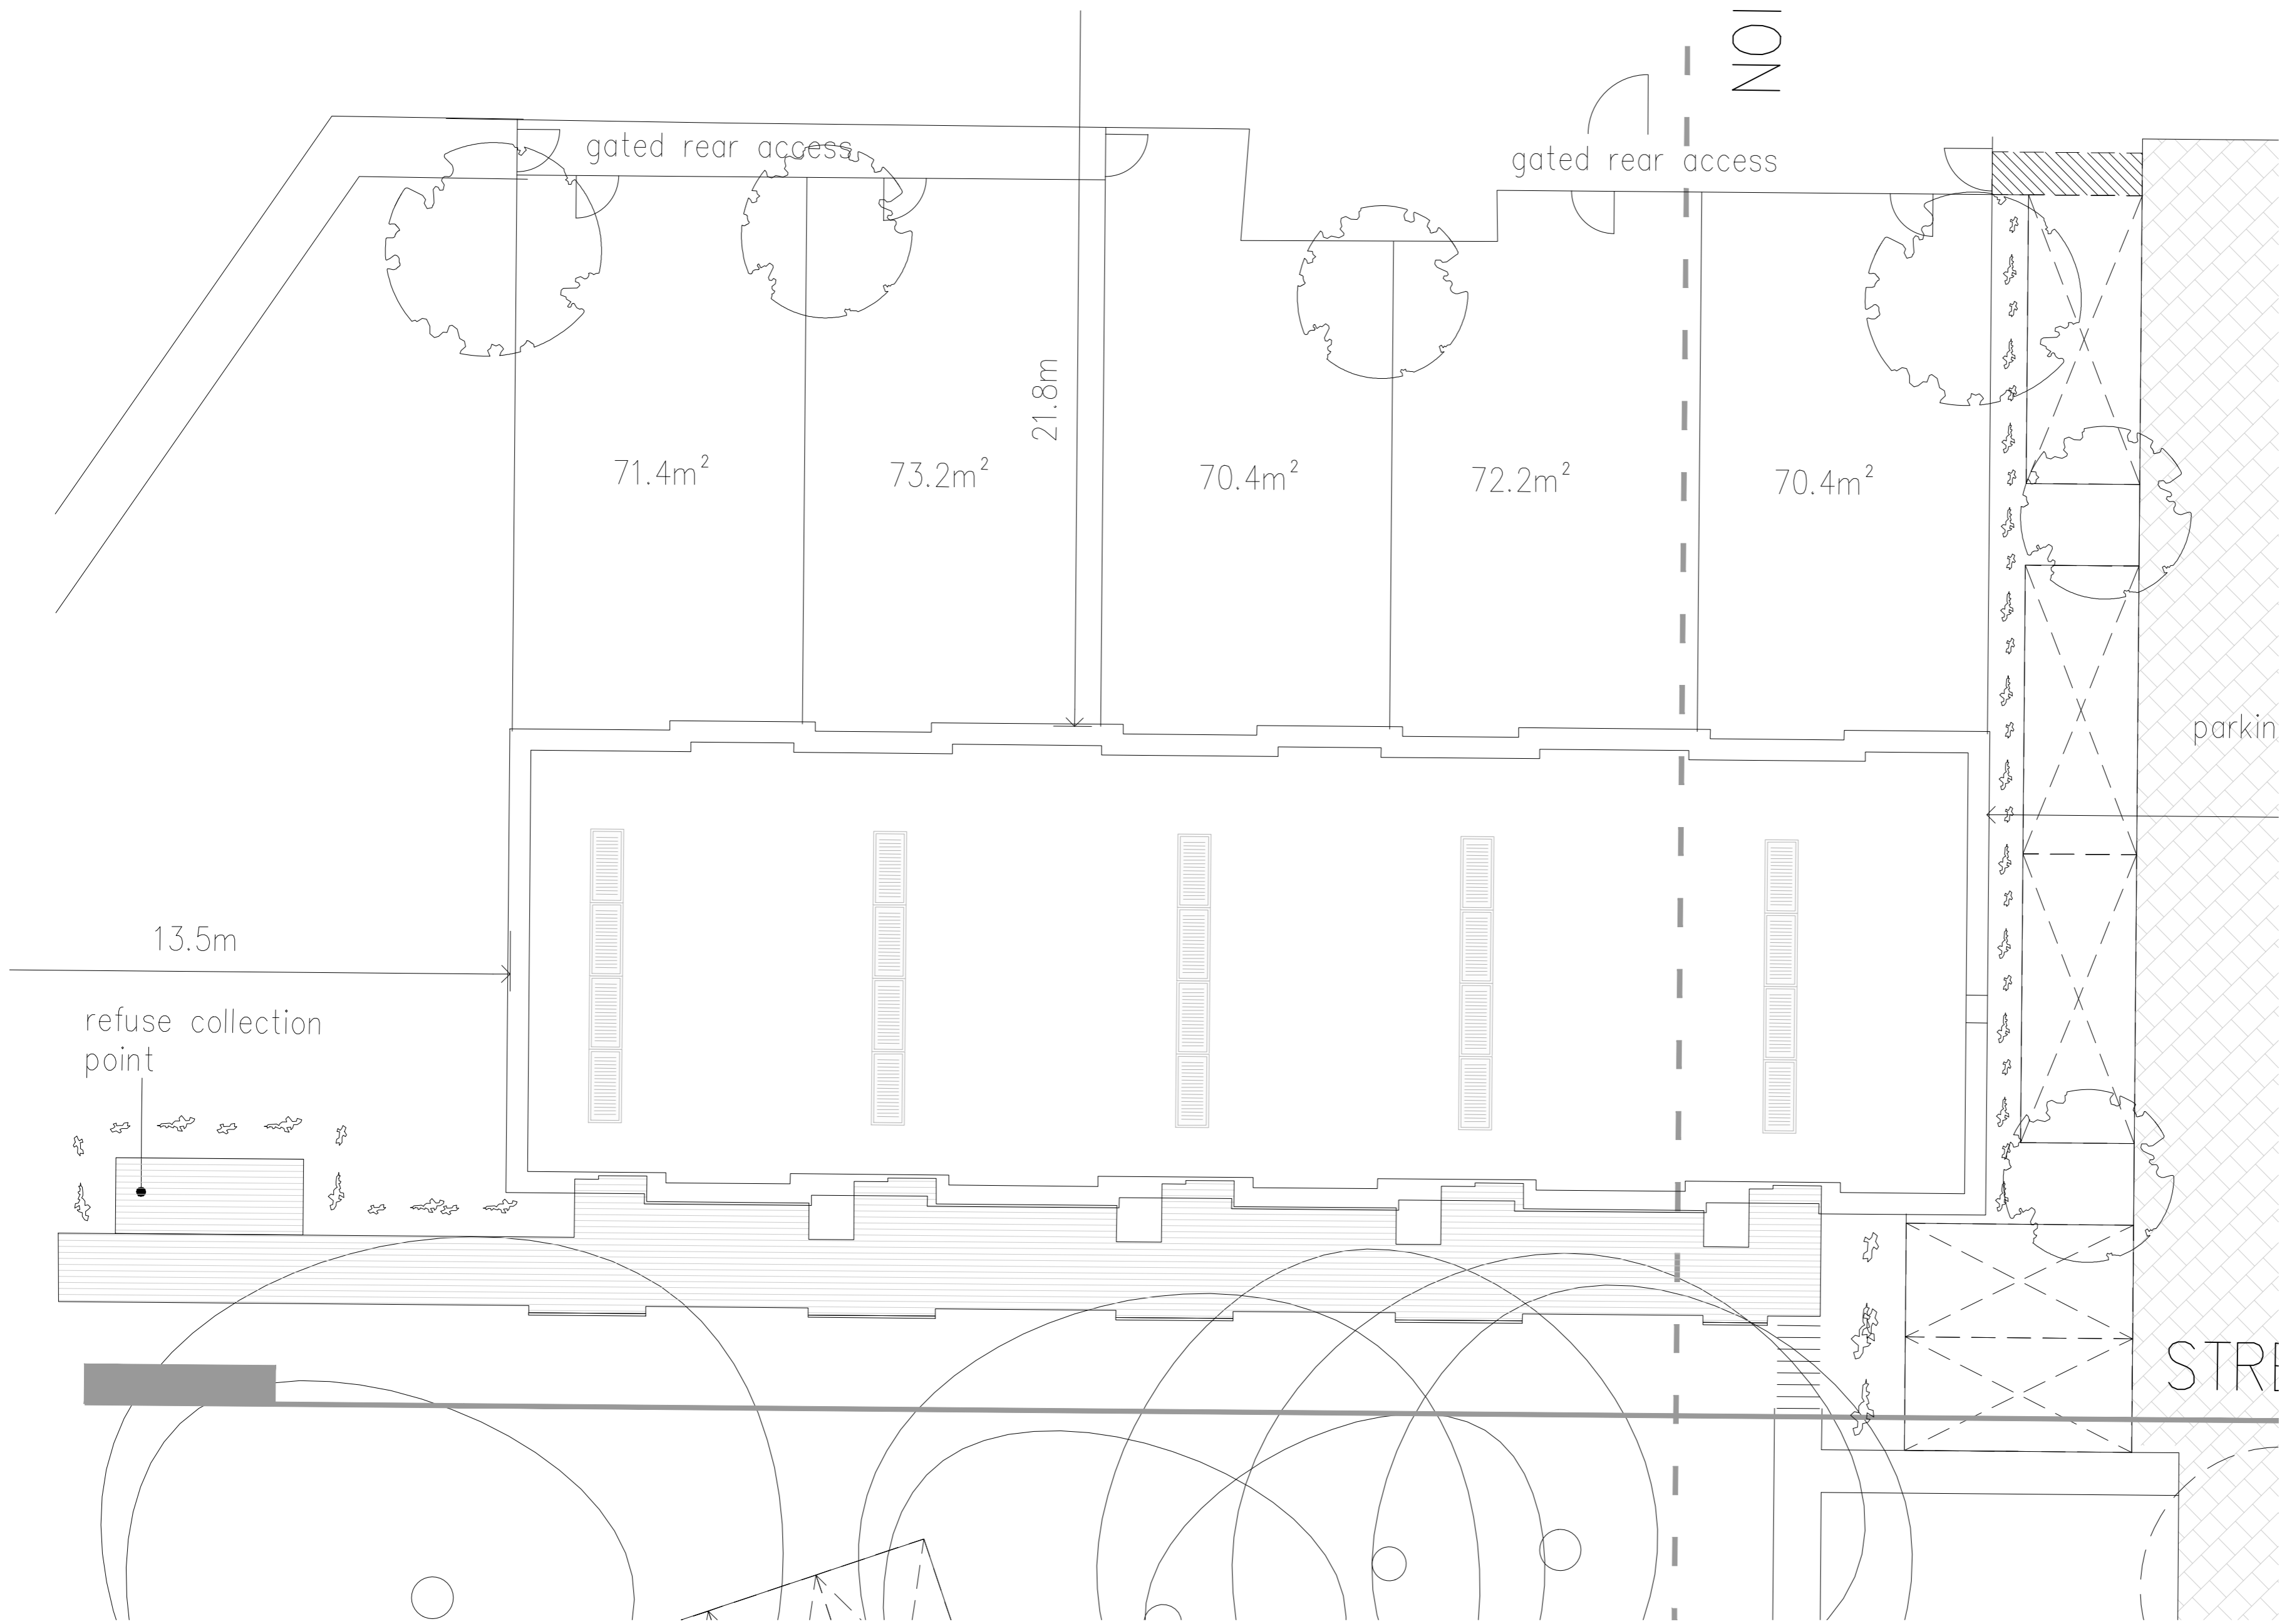 NOI
gated rear access
gated rear access
21.8m
71.4m²
73.2m²
70.4m²
72.2m²
70.4m²
parkin
13.5m
refuse collection
point
STRE